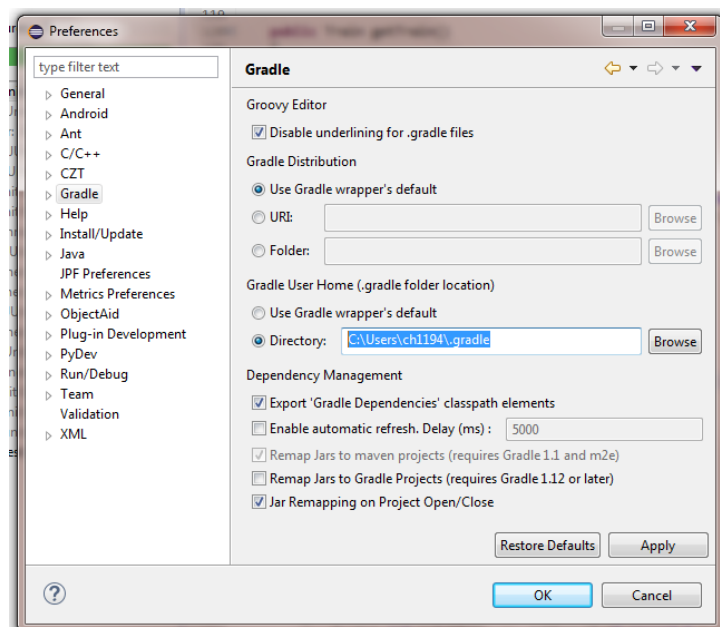 119
public Train getTrain()
Preferences
type filter text
General
Android
Ant
C/C++
CZT
Gradle
Help
Install/Update
Java
JPF Preferences
Metrics Preferences
ObjectAid
Plug-in Development
PyDev
Run/Debug
Team
Validation
XML
Gradle
Groovy Editor
Disable underlining for .gradle files
Gradle Distribution
Use Gradle wrapper's default
URI: Browse
Folder: Browse
Gradle User Home (.gradle folder location)
Use Gradle wrapper's default
Directory: C:\Users\ch1194\.gradle Browse
Dependency Management
Export 'Gradle Dependencies' classpath elements
Enable automatic refresh. Delay (ms) : 5000
Remap Jars to maven projects (requires Gradle 1.1 and m2e)
Remap Jars to Gradle Projects (requires Gradle 1.12 or later)
Jar Remapping on Project Open/Close
Restore Defaults Apply
? OK Cancel